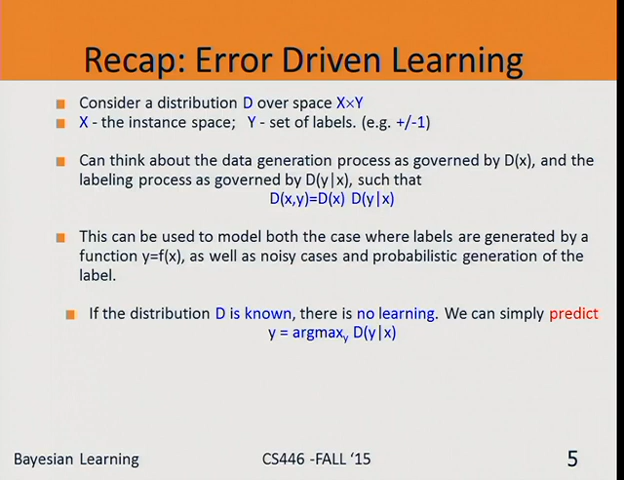 Recap: Error Driven Learning
Consider a distribution D over space X×Y
X - the instance space; Y - set of labels. (e.g. +/-1)
Can think about the data generation process as governed by D(x), and the
labeling process as governed by D(y|x), such that
D(x,y)=D(x) D(y|x)
This can be used to model both the case where labels are generated by a
function y=f(x), as well as noisy cases and probabilistic generation of the
label.
If the distribution D is known, there is no learning. We can simply predict
y = argmaxy D(y|x)
Bayesian Learning
CS446 -FALL ‘15
5